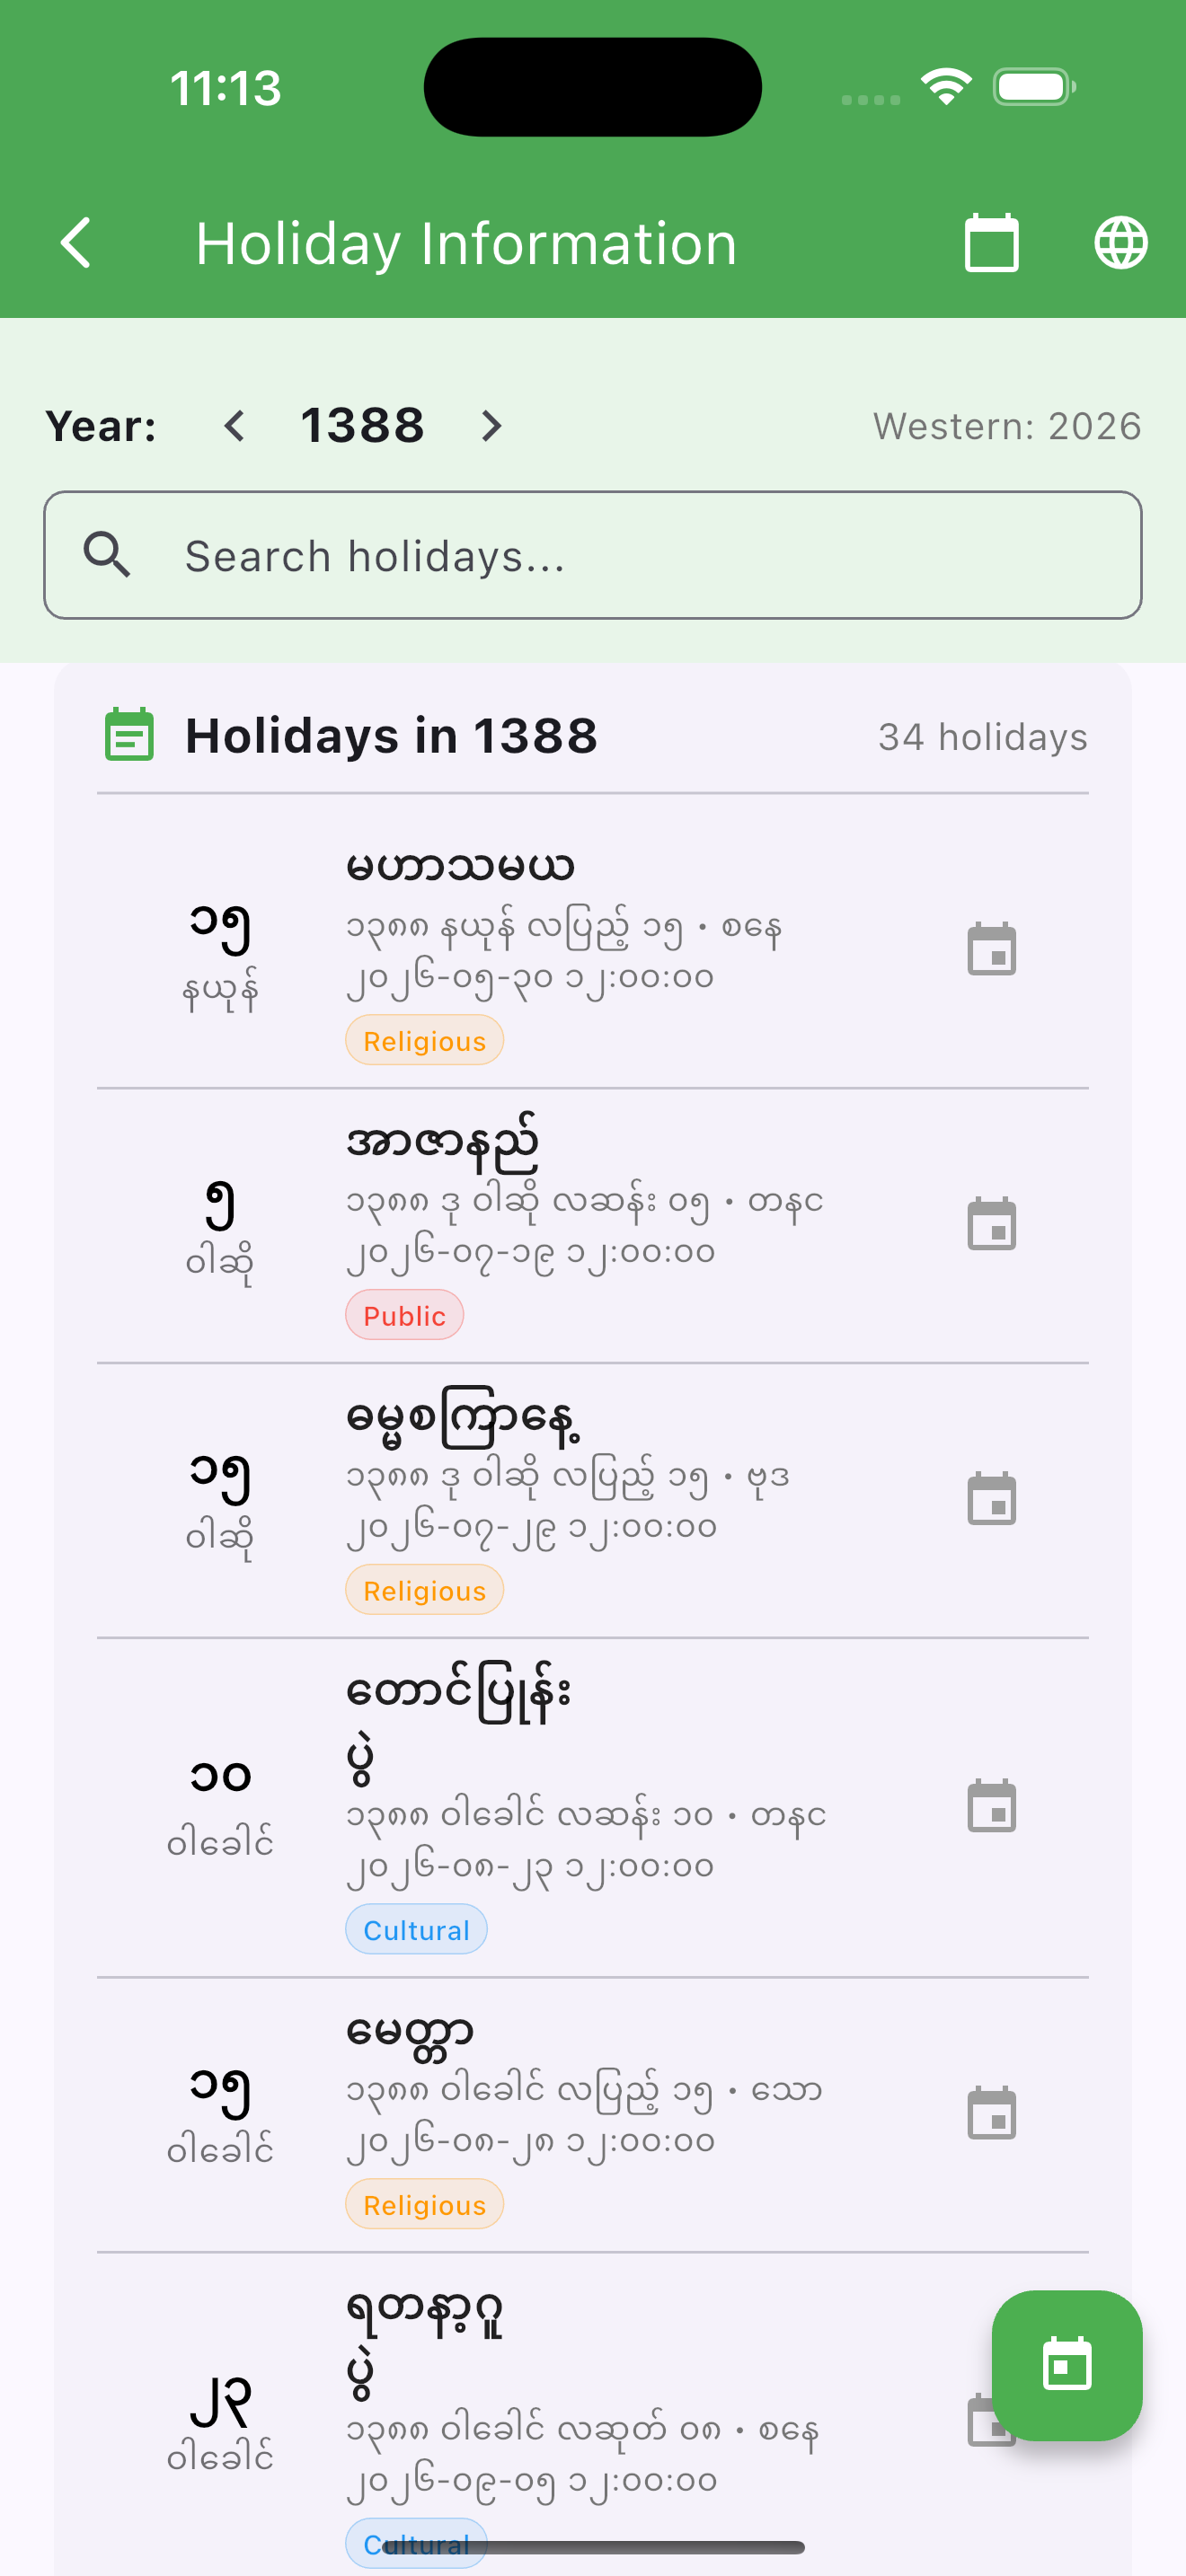 11:13
Holiday Information
Year: 1388 Western: 2026
Search holidays...
Holidays in 1388 34 holidays
၁၅
နယုန်
မဟာသမယ
၁၃၈၈ နယုန် လပြည့် ၁၅ • စနေ
၂၀၂၆-၀၅-၃၀ ၁၂:၀၀:၀၀
Religious
၅
ဝါဆို
အာဇာနည်
၁၃၈၈ ဒု ဝါဆို လဆန်း ၀၅ • တနင
၂၀၂၆-၀၇-၁၉ ၁၂:၀၀:၀၀
Public
၁၅
ဝါဆို
ဓမ္မစကြာနေ့
၁၃၈၈ ဒု ဝါဆို လပြည့် ၁၅ • ဗုဒ
၂၀၂၆-၀၇-၂၉ ၁၂:၀၀:၀၀
Religious
၁၀
ဝါခေါင်
တောင်ပြုန်း
ပွဲ
၁၃၈၈ ဝါခေါင် လဆန်း ၁၀ • တနင
၂၀၂၆-၀၈-၂၃ ၁၂:၀၀:၀၀
Cultural
၁၅
ဝါခေါင်
မေတ္တာ
၁၃၈၈ ဝါခေါင် လပြည့် ၁၅ • သော
၂၀၂၆-၀၈-၂၈ ၁၂:၀၀:၀၀
Religious
၂၃
ဝါခေါင်
ရတနာ့ဂူ
ပွဲ
၁၃၈၈ ဝါခေါင် လဆုတ် ၀၈ • စနေ
၂၀၂၆-၀၉-၀၅ ၁၂:၀၀:၀၀
Cultural